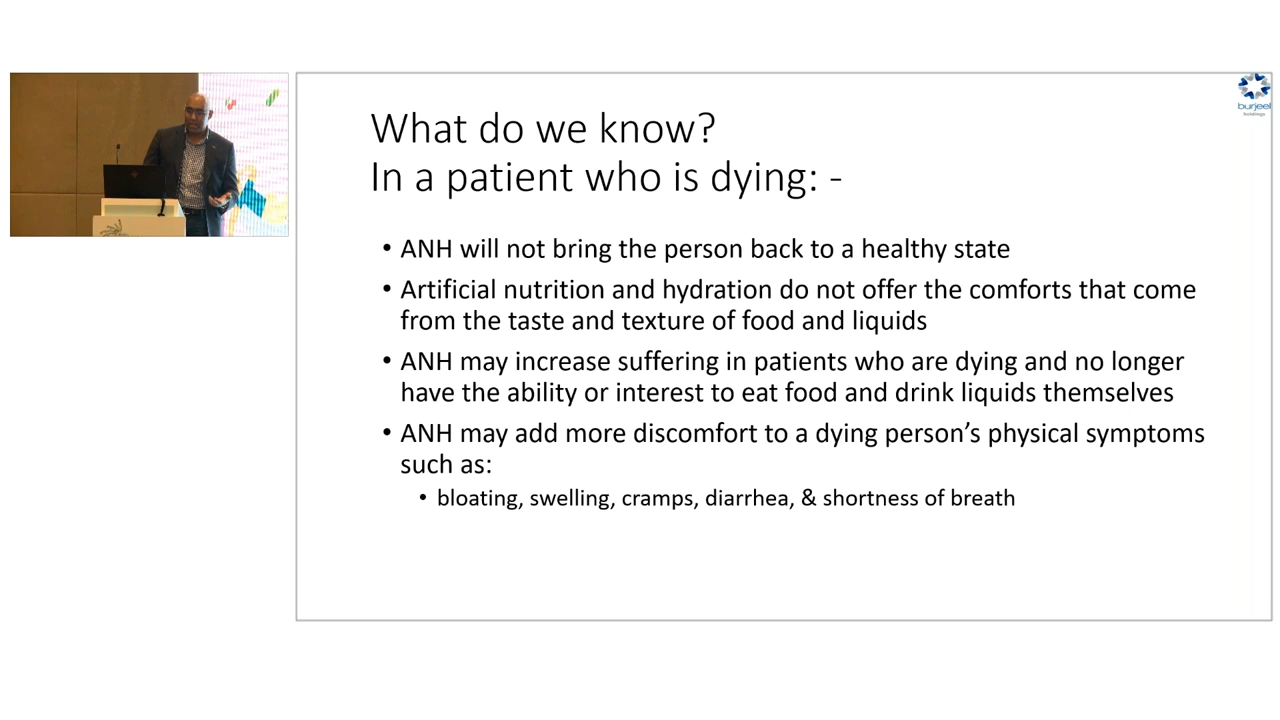 burjeel
holdings
What do we know?
In a patient who is dying: -
• ANH will not bring the person back to a healthy state
• Artificial nutrition and hydration do not offer the comforts that come
from the taste and texture of food and liquids
• ANH may increase suffering in patients who are dying and no longer
have the ability or interest to eat food and drink liquids themselves
• ANH may add more discomfort to a dying person’s physical symptoms
such as:
• bloating, swelling, cramps, diarrhea, & shortness of breath